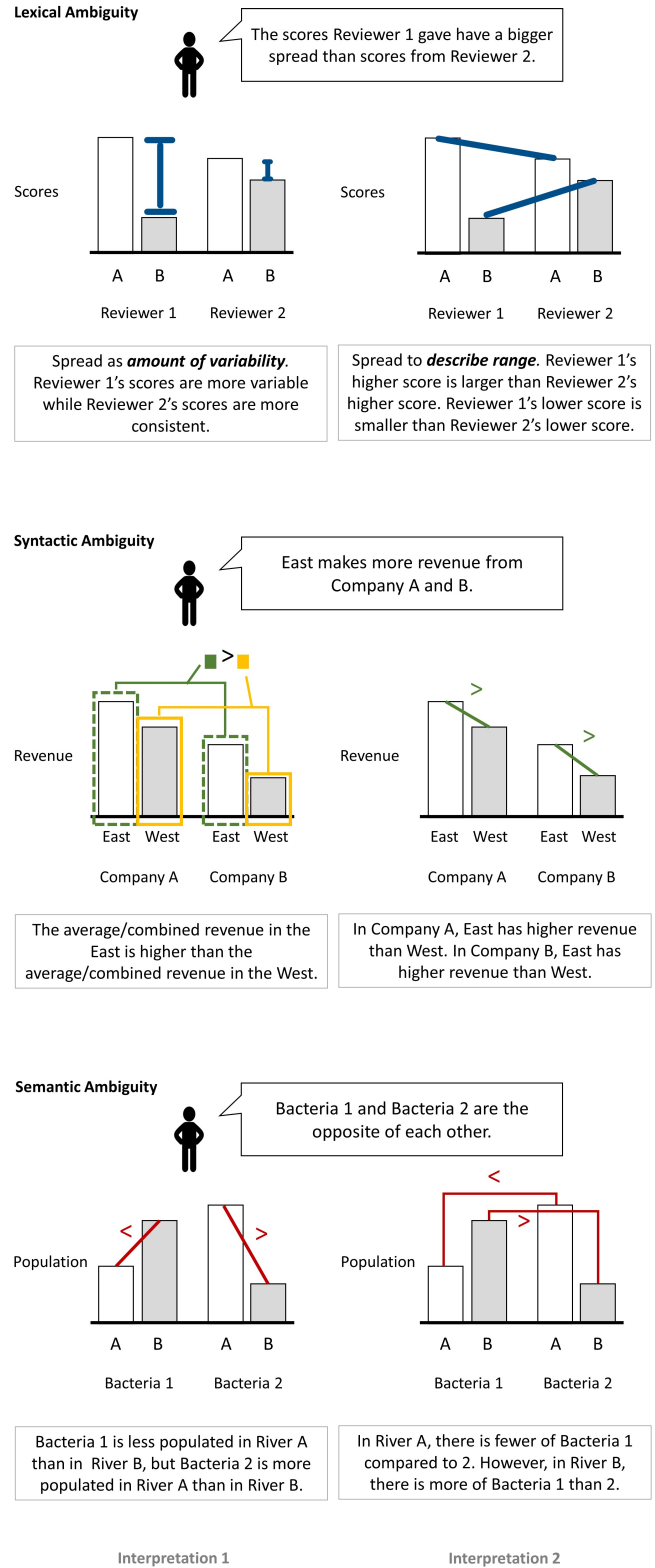 Lexical Ambiguity
The scores Reviewer 1 gave have a bigger
spread than scores from Reviewer 2.
Scores
A B A B
Reviewer 1 Reviewer 2
Scores
A B A B
Reviewer 1 Reviewer 2
Spread as amount of variability.
Reviewer 1's scores are more variable
while Reviewer 2's scores are more
consistent.
Spread to describe range. Reviewer 1's
higher score is larger than Reviewer 2's
higher score. Reviewer 1's lower score is
smaller than Reviewer 2's lower score.
Syntactic Ambiguity
East makes more revenue from
Company A and B.
>
Revenue
East West East West
Company A Company B
>
>
Revenue
East West East West
Company A Company B
The average/combined revenue in the
East is higher than the
average/combined revenue in the West.
In Company A, East has higher revenue
than West. In Company B, East has
higher revenue than West.
Semantic Ambiguity
Bacteria 1 and Bacteria 2 are the
opposite of each other.
< >
Population
A B A B
Bacteria 1 Bacteria 2
<
>
Population
A B A B
Bacteria 1 Bacteria 2
Bacteria 1 is less populated in River A
than in River B, but Bacteria 2 is more
populated in River A than in River B.
In River A, there is fewer of Bacteria 1
compared to 2. However, in River B,
there is more of Bacteria 1 than 2.
Interpretation 1
Interpretation 2